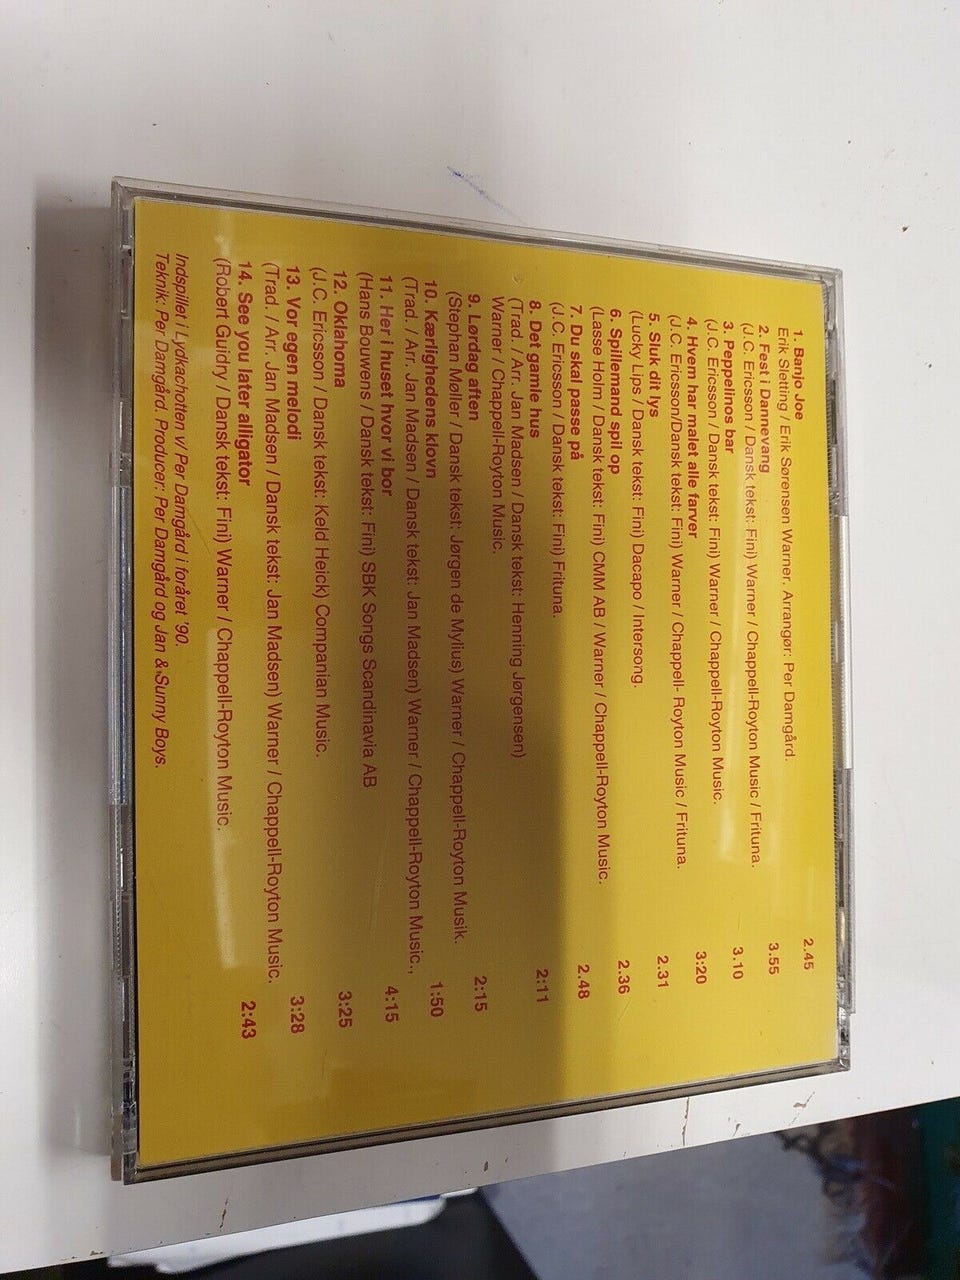 1. Banjo Joe 2.45
Erik Sletting / Erik Sørensen Warner. Arrangør: Per Damgård.
2. Fest i Dannevang 3.55
(J.C. Ericsson / Dansk tekst: Fini) Warner / Chappell-Royton Music / Frituna.
3. Peppelinos bar 3.10
(J.C. Ericsson / Dansk tekst: Fini) Warner / Chappell-Royton Music.
4. Hvem har malet alle farver 3:20
(J.C. Ericsson/Dansk tekst: Fini) Warner / Chappell- Royton Music / Frituna.
5. Sluk dit lys 2.31
(Lucky Lips / Dansk tekst: Fini) Dacapo / Intersong.
6. Spillemand spil op 2.36
(Lasse Holm / Dansk tekst: Fini) CMM AB / Warner / Chappell-Royton Music.
7. Du skal passe på 2.48
(J.C. Ericsson / Dansk tekst: Fini) Frituna.
8. Det gamle hus 2:11
(Trad. / Arr. Jan Madsen / Dansk tekst: Henning Jørgensen)
Warner / Chappell-Royton Music.
9. Lørdag aften 2:15
(Stephan Møller / Dansk tekst: Jørgen de Mylius) Warner / Chappell-Royton Musik.
10. Kærlighedens klovn 1:50
(Trad. / Arr. Jan Madsen / Dansk tekst: Jan Madsen) Warner / Chappell-Royton Music.,
11. Her i huset hvor vi bor 4:15
(Hans Bouwens / Dansk tekst: Fini) SBK Songs Scandinavia AB
12. Oklahoma 3:25
(J.C. Ericsson / Dansk tekst: Keld Heick) Companian Music.
13. Vor egen melodi 3:28
(Trad. / Arr. Jan Madsen / Dansk tekst: Jan Madsen) Warner / Chappell-Royton Music.
14. See you later alligator 2:43
(Robert Guidry / Dansk tekst: Fini) Warner / Chappell-Royton Music.
Indspillet i Lydkachotten v/Per Damgård i foråret '90.
Teknik: Per Damgård. Producer: Per Damgård og Jan & Sunny Boys.